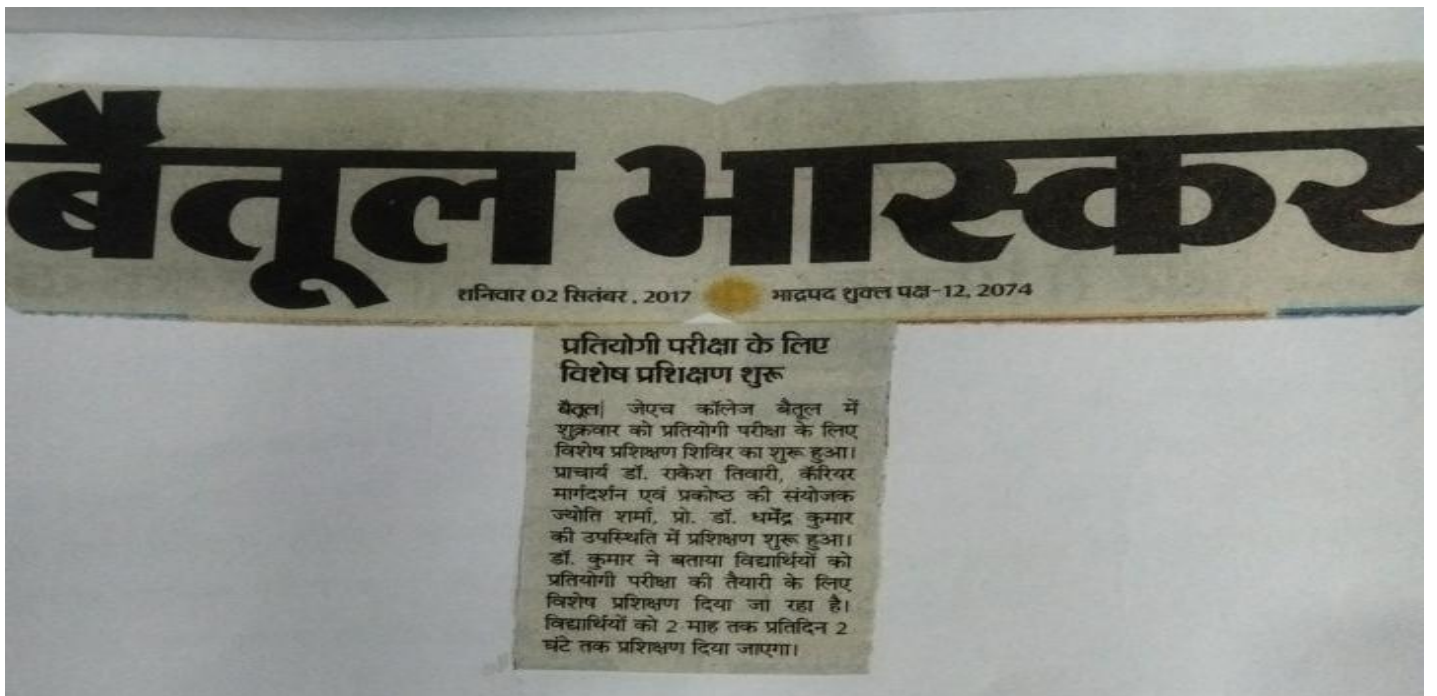 बैतूल भास्कर
शनिवार 02 सितंबर, 2017 भाद्रपद शुक्ल पक्ष-12, 2074
प्रतियोगी परीक्षा के लिए
विशेष प्रशिक्षण शुरू
बैतूल| जेएच कॉलेज बैतूल में
शुक्रवार को प्रतियोगी परीक्षा के लिए
विशेष प्रशिक्षण शिविर का शुरू हुआ।
प्राचार्य डॉ. राकेश तिवारी, कॅरियर
मार्गदर्शन एवं प्रकोष्ठ की संयोजक
ज्योति शर्मा, प्रो. डॉ. धर्मेंद्र कुमार
की उपस्थिति में प्रशिक्षण शुरू हुआ।
डॉ. कुमार ने बताया विद्यार्थियों को
प्रतियोगी परीक्षा की तैयारी के लिए
विशेष प्रशिक्षण दिया जा रहा है।
विद्यार्थियों को 2 माह तक प्रतिदिन 2
घंटे तक प्रशिक्षण दिया जाएगा।